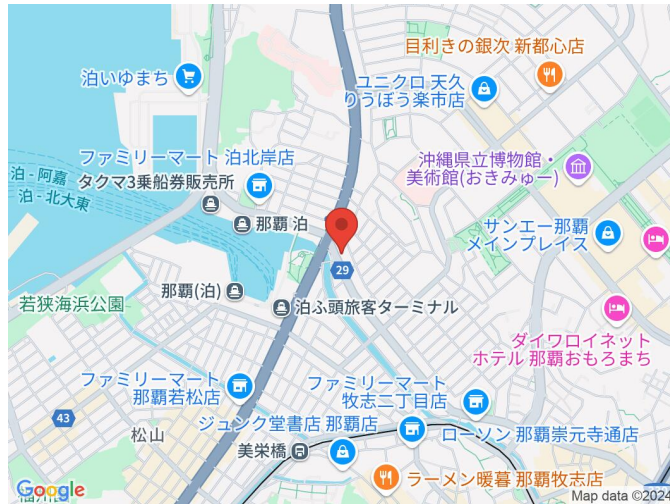 目利きの銀次 新都心店
泊いゆまち
ユニクロ 天久
りうぼう楽市店
ファミリーマート 泊北岸店
沖縄県立博物館・
美術館(おきみゅー)
泊 - 阿嘉
泊 - 北大東
タクマ3乗船券販売所
那覇 泊
サンエー那覇
メインプレイス
29
那覇(泊)
若狭海浜公園
泊ふ頭旅客ターミナル
ダイワロイネット
ホテル 那覇おもろまち
ファミリーマート
那覇若松店
ファミリーマート
牧志二丁目店
43
松山
ジュンク堂書店 那覇店
ローソン 那覇崇元寺通店
美栄橋
ラーメン暖暮 那覇牧志店
Google
Map data ©2024